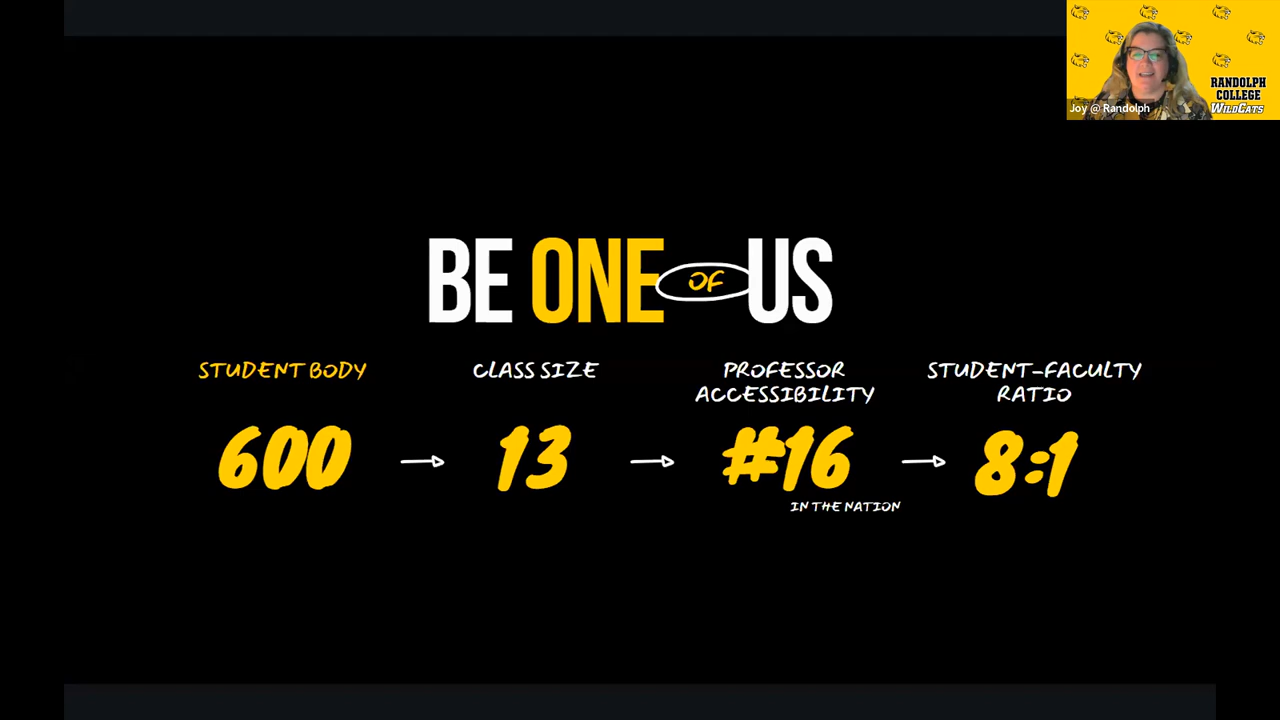 RANDOLPH
COLLEGE
WILDCATS
Joy @ Randolph
BE ONE OF US
STUDENT BODY
600
CLASS SIZE
13
PROFESSOR
ACCESSIBILITY
#16
IN THE NATION
STUDENT-FACULTY
RATIO
8:1